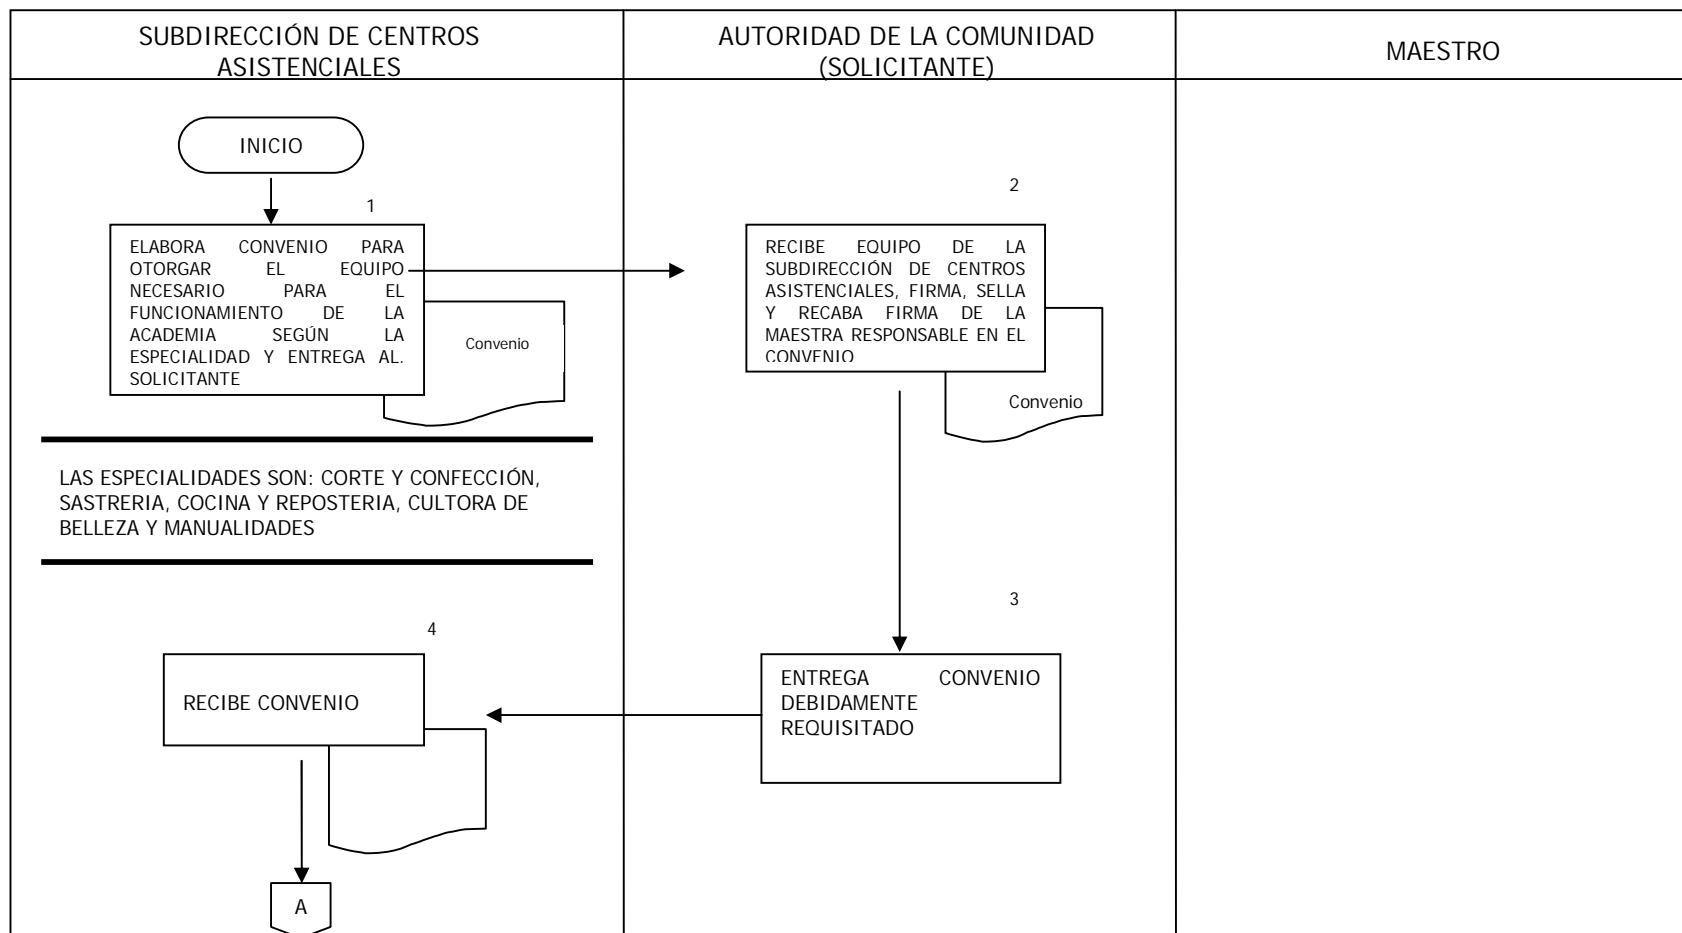 SUBDIRECCIÓN DE CENTROS
ASISTENCIALES
AUTORIDAD DE LA COMUNIDAD
(SOLICITANTE)
MAESTRO
INICIO
1
ELABORA CONVENIO PARA
OTORGAR EL EQUIPO
NECESARIO PARA EL
FUNCIONAMIENTO DE LA
ACADEMIA SEGÚN LA
ESPECIALIDAD Y ENTREGA AL.
SOLICITANTE
Convenio
2
RECIBE EQUIPO DE LA
SUBDIRECCIÓN DE CENTROS
ASISTENCIALES, FIRMA, SELLA
Y RECABA FIRMA DE LA
MAESTRA RESPONSABLE EN EL
CONVENIO
Convenio
LAS ESPECIALIDADES SON: CORTE Y CONFECCIÓN,
SASTRERIA, COCINA Y REPOSTERIA, CULTORA DE
BELLEZA Y MANUALIDADES
3
ENTREGA CONVENIO
DEBIDAMENTE
REQUISITADO
4
RECIBE CONVENIO
A